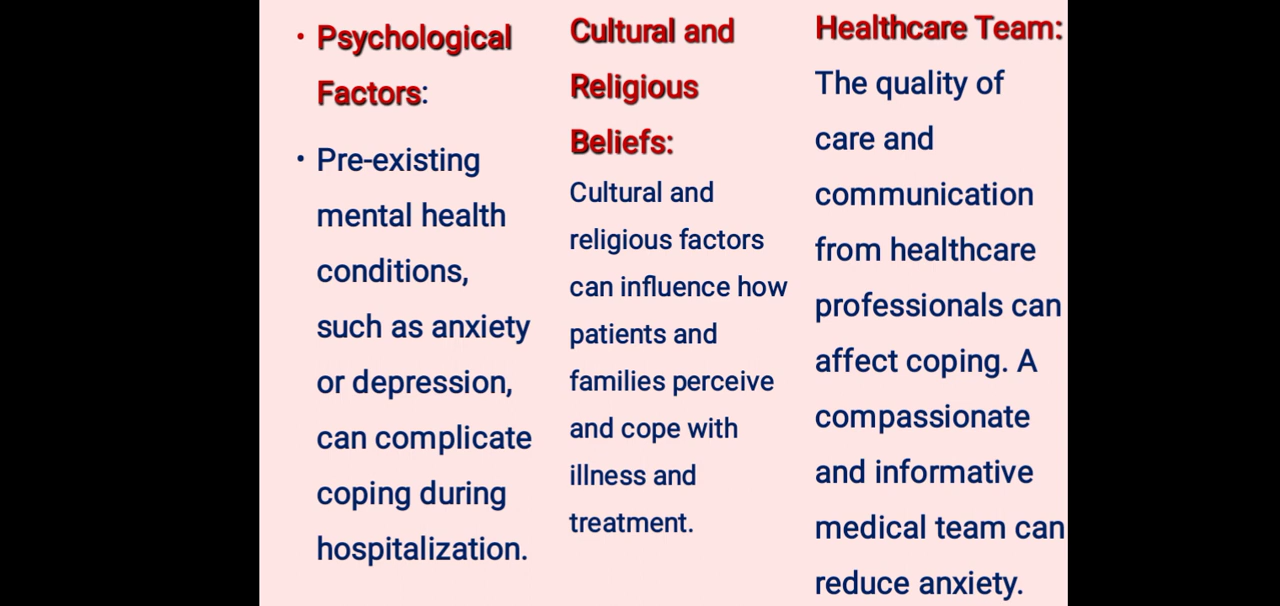 • Psychological
Factors:
• Pre-existing
mental health
conditions,
such as anxiety
or depression,
can complicate
coping during
hospitalization.
Cultural and
Religious
Beliefs:
Cultural and
religious factors
can influence how
patients and
families perceive
and cope with
illness and
treatment.
Healthcare Team:
The quality of
care and
communication
from healthcare
professionals can
affect coping. A
compassionate
and informative
medical team can
reduce anxiety.